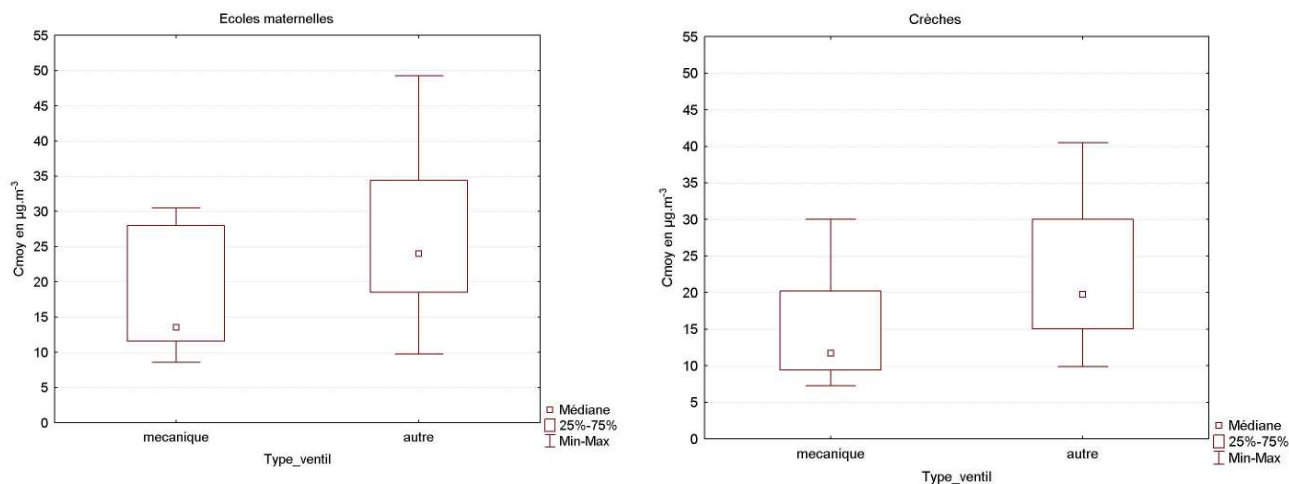 Ecoles maternelles
55
50
45
40
35
30
25
20
15
10
5
0
Cmoy en µg.m-3
mecanique autre
Type_ventil
Médiane
25%-75%
Min-Max
Crèches
55
50
45
40
35
30
25
20
15
10
5
0
Cmoy en µg.m-3
mecanique autre
Type_ventil
Médiane
25%-75%
Min-Max